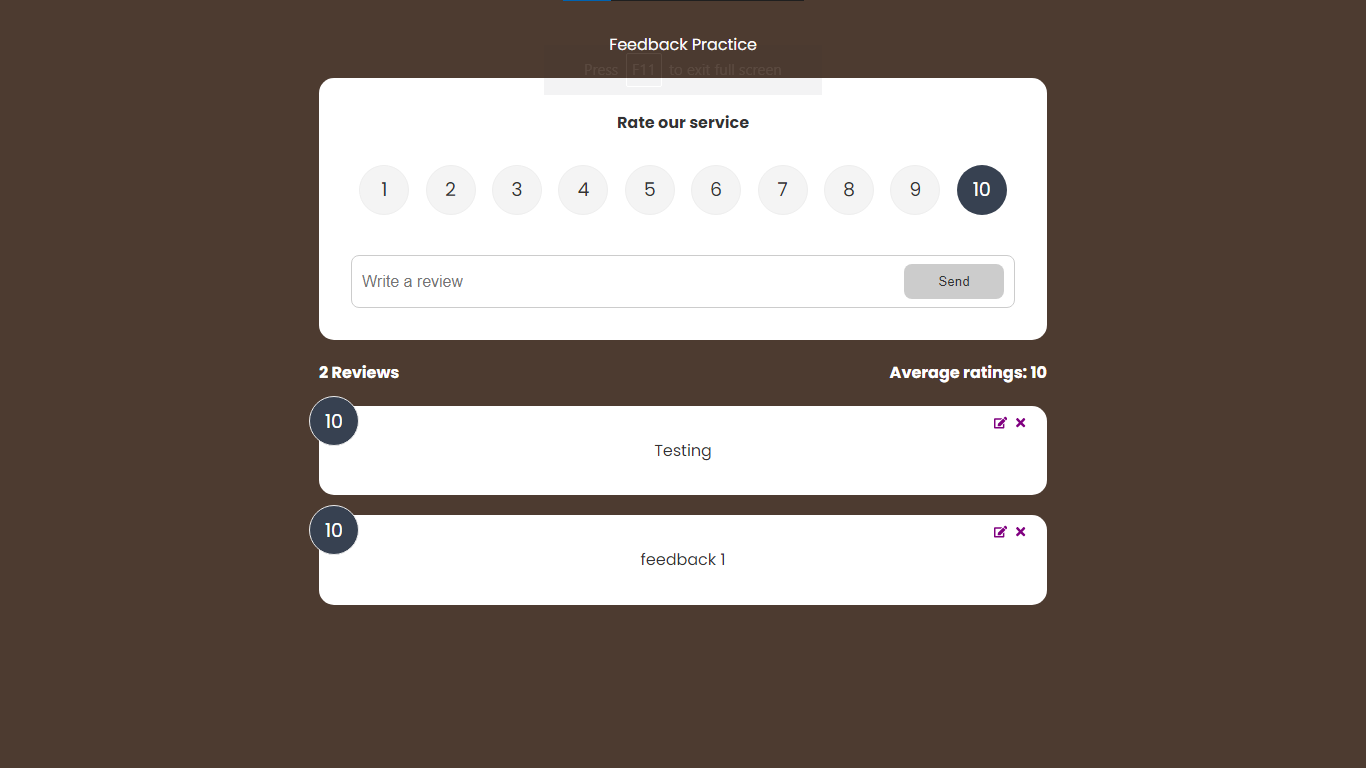 Feedback Practice
Press F11 to exit full screen
Rate our service
1 2 3 4 5 6 7 8 9 10
Write a review
Send
2 Reviews
Average ratings: 10
10
Testing
10
feedback 1